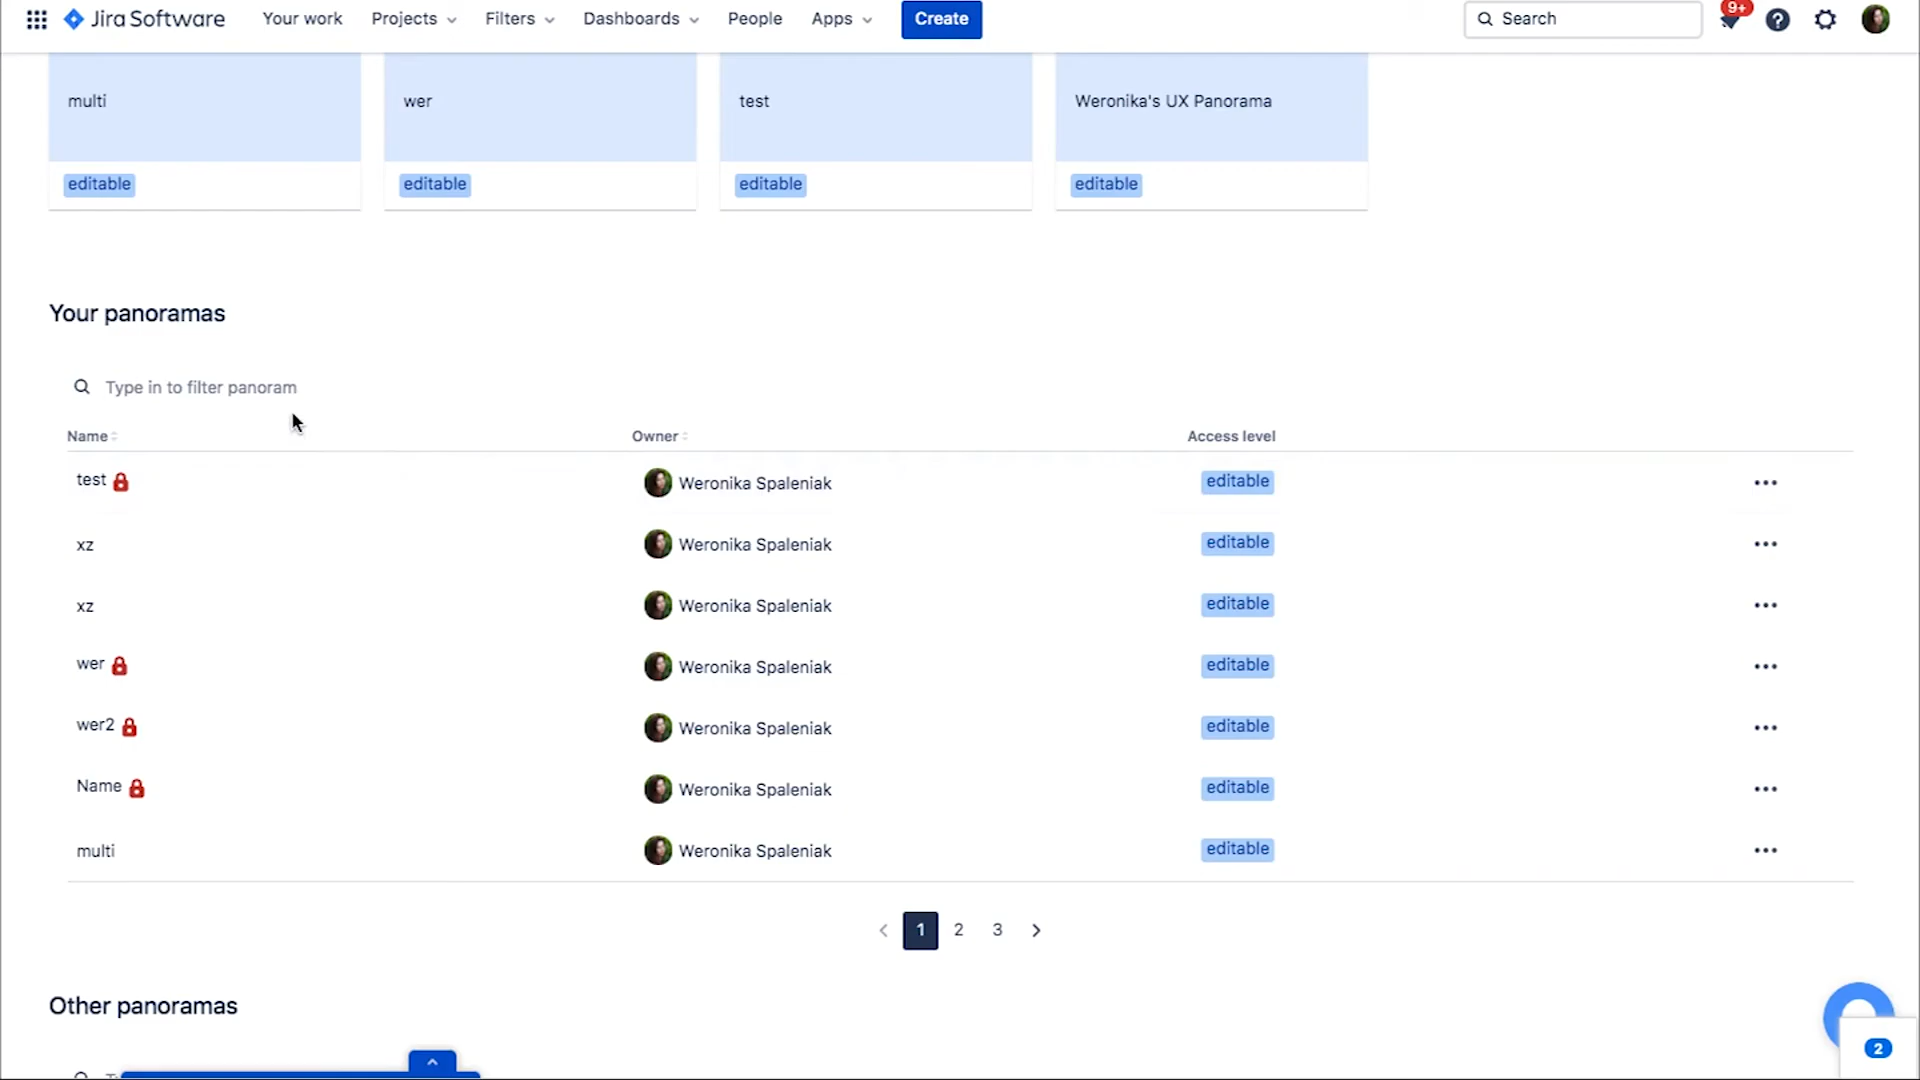 Jira Software Your work Projects Filters Dashboards People Apps Create Search 9+
multi wer test Weronika's UX Panorama
editable editable editable editable
Your panoramas
Type in to filter panoram
Name Owner Access level
test Weronika Spaleniak editable
xz Weronika Spaleniak editable
xz Weronika Spaleniak editable
wer Weronika Spaleniak editable
wer2 Weronika Spaleniak editable
Name Weronika Spaleniak editable
multi Weronika Spaleniak editable
1 2 3
Other panoramas
2